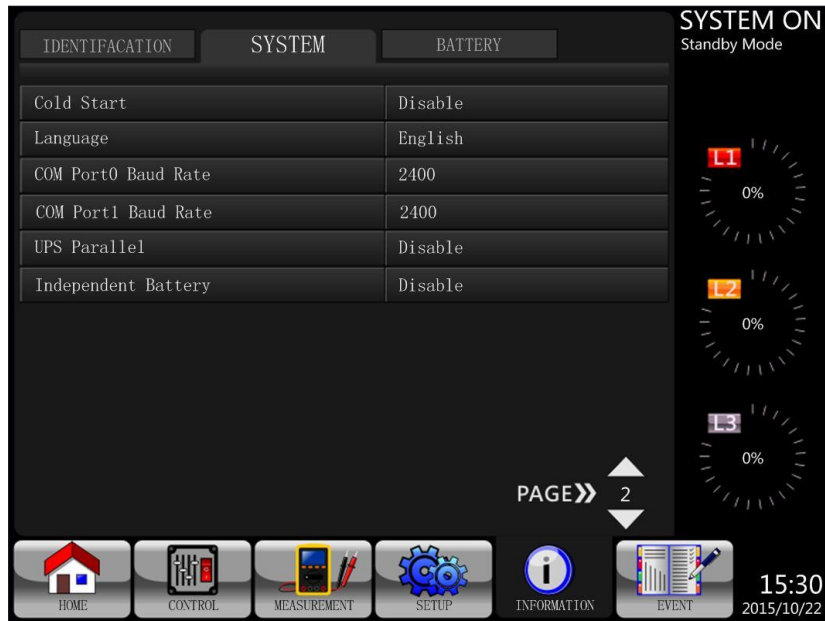 IDENTIFACATION SYSTEM BATTERY
SYSTEM ON
Standby Mode
Cold Start Disable
Language English
COM Port0 Baud Rate 2400
COM Port1 Baud Rate 2400
UPS Parallel Disable
Independent Battery Disable
L1
0%
L2
0%
L3
0%
PAGE 2
HOME CONTROL MEASUREMENT SETUP INFORMATION EVENT
15:30
2015/10/22